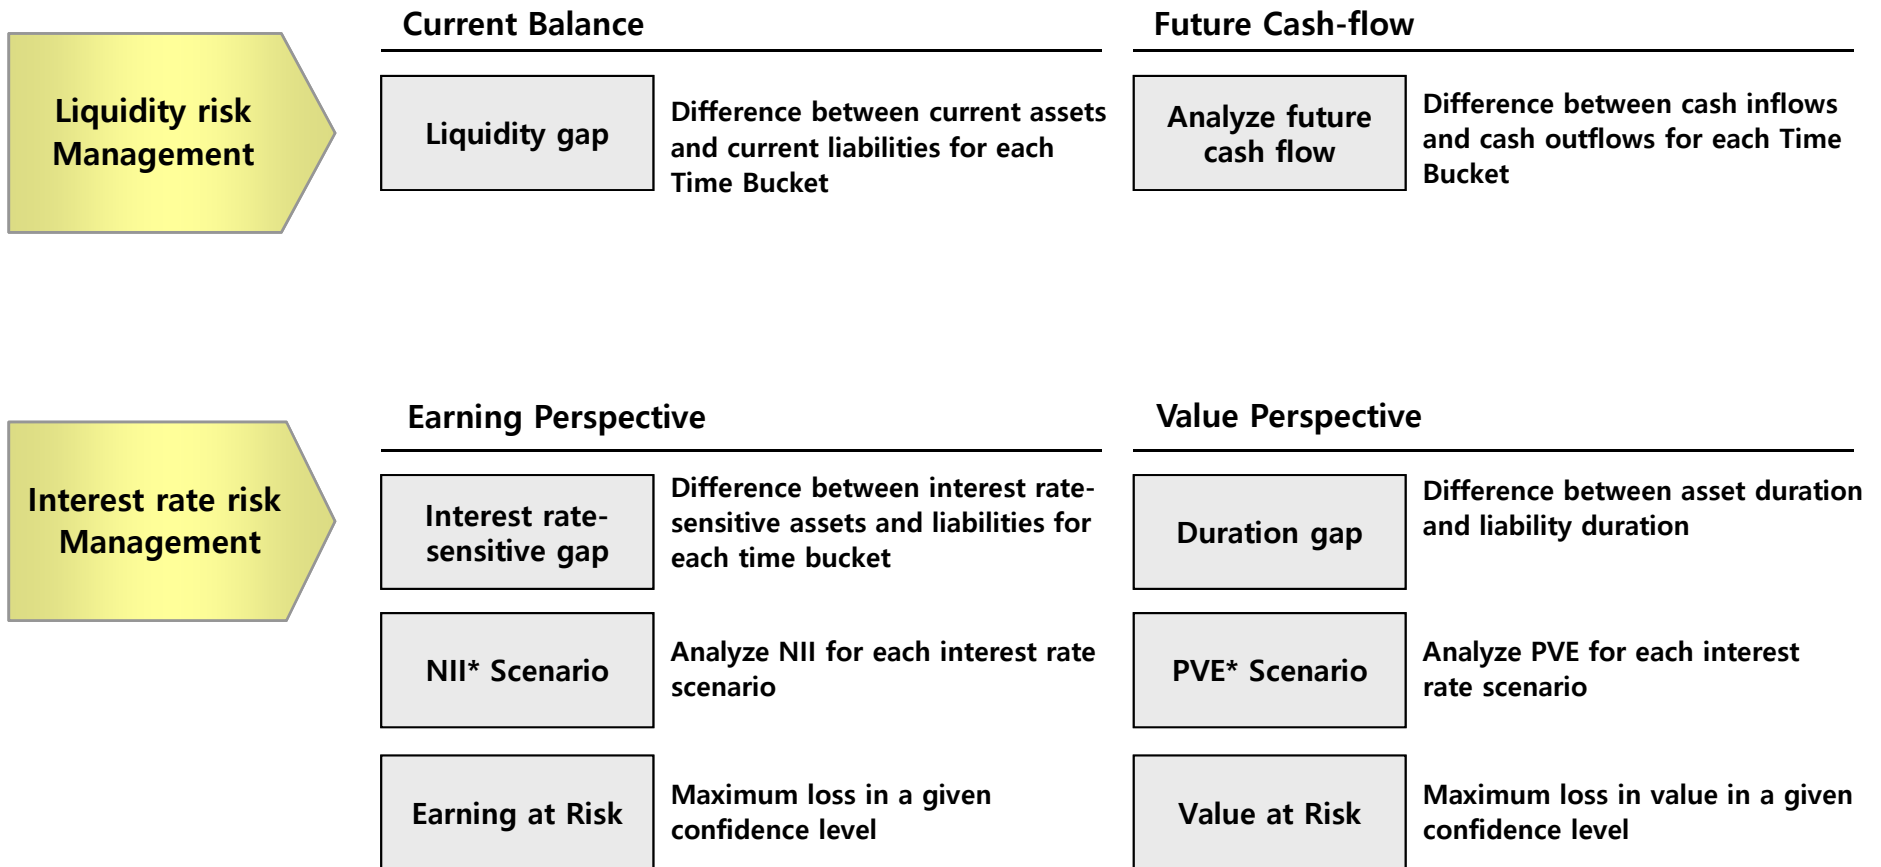 Current Balance
Future Cash-flow
Liquidity risk
Management
Liquidity gap
Difference between current assets
and current liabilities for each
Time Bucket
Analyze future
cash flow
Difference between cash inflows
and cash outflows for each Time
Bucket
Earning Perspective
Value Perspective
Interest rate risk
Management
Interest rate-
sensitive gap
Difference between interest rate-
sensitive assets and liabilities for
each time bucket
Duration gap
Difference between asset duration
and liability duration
NII* Scenario
Analyze NII for each interest rate
scenario
PVE* Scenario
Analyze PVE for each interest
rate scenario
Earning at Risk
Maximum loss in a given
confidence level
Value at Risk
Maximum loss in value in a given
confidence level